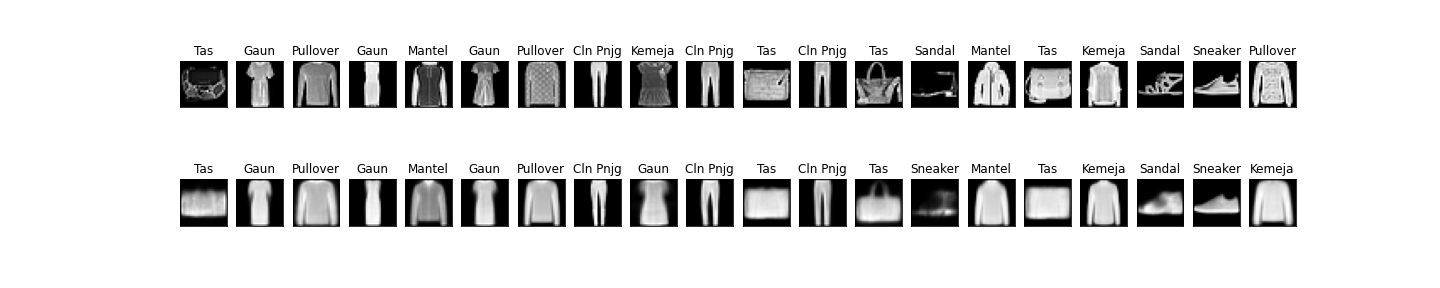 Tas Gaun Pullover Gaun Mantel Gaun Pullover Cln Pnjg Kemeja Cln Pnjg Tas Cln Pnjg Tas Sandal Mantel Tas Kemeja Sandal Sneaker Pullover
Tas Gaun Pullover Gaun Mantel Gaun Pullover Cln Pnjg Gaun Cln Pnjg Tas Cln Pnjg Tas Sneaker Mantel Tas Kemeja Sandal Sneaker Kemeja